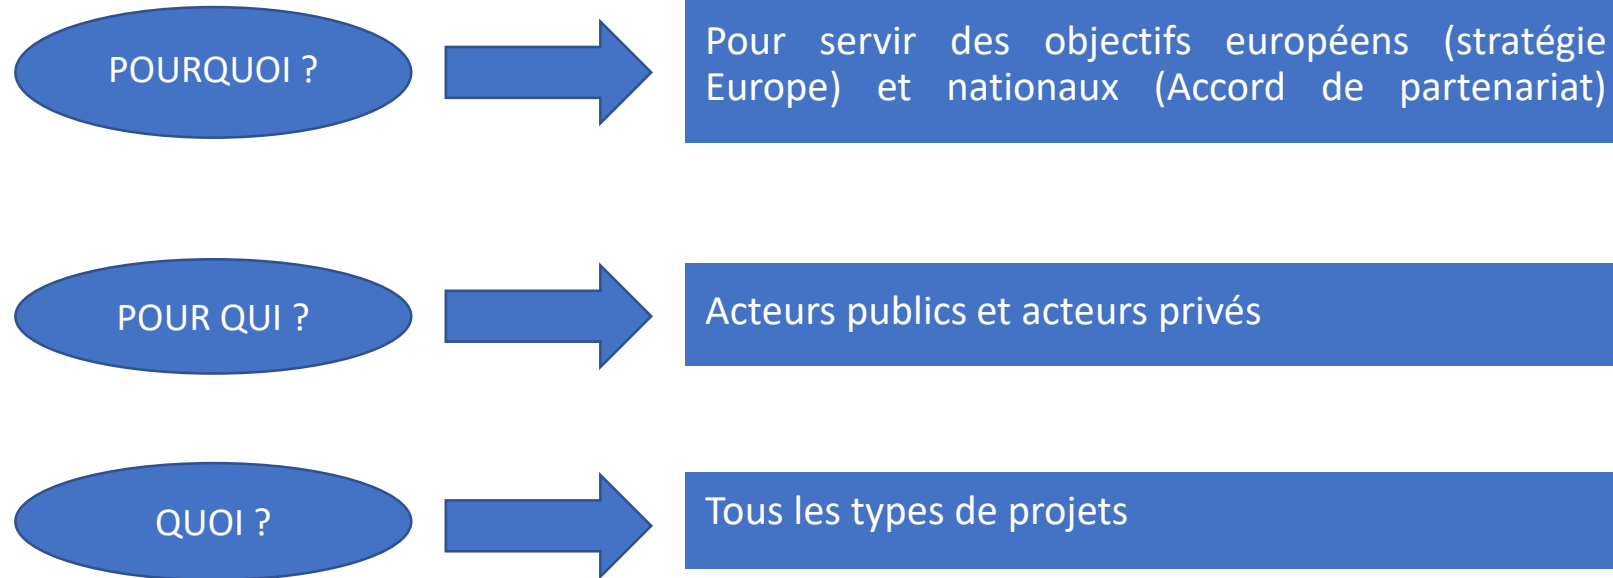 POURQUOI ?
Pour servir des objectifs européens (stratégie
Europe) et nationaux (Accord de partenariat)
POUR QUI ?
Acteurs publics et acteurs privés
QUOI ?
Tous les types de projets